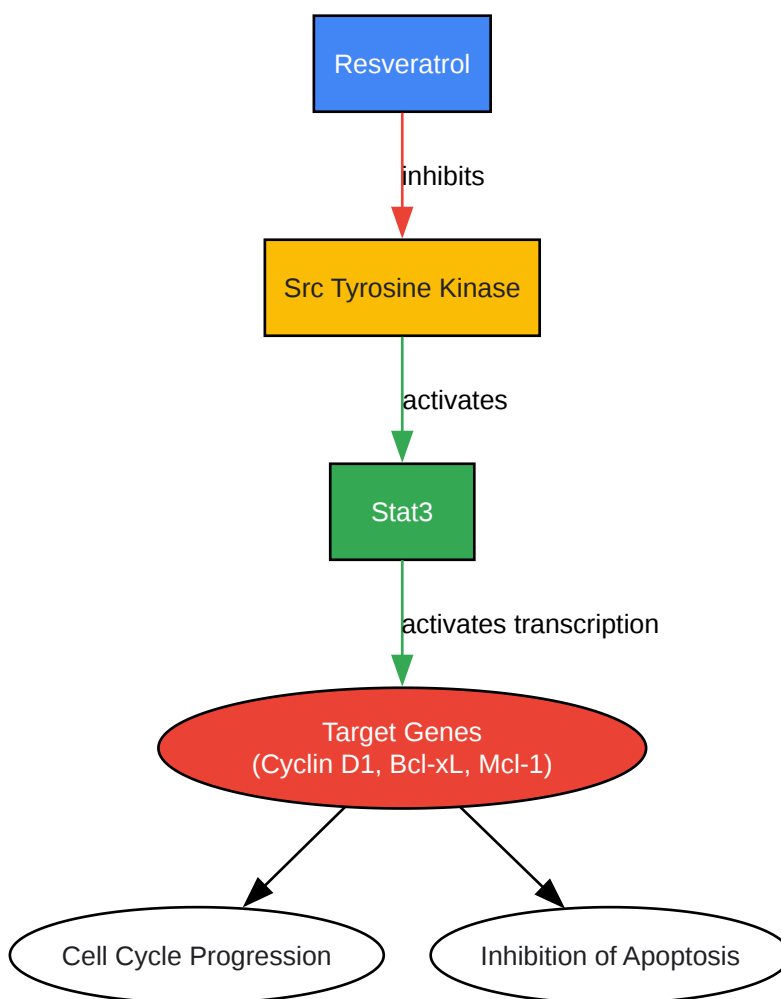 Resveratrol
inhibits
Src Tyrosine Kinase
activates
Stat3
activates transcription
Target Genes
(Cyclin D1, Bcl-xL, Mcl-1)
Cell Cycle Progression
Inhibition of Apoptosis